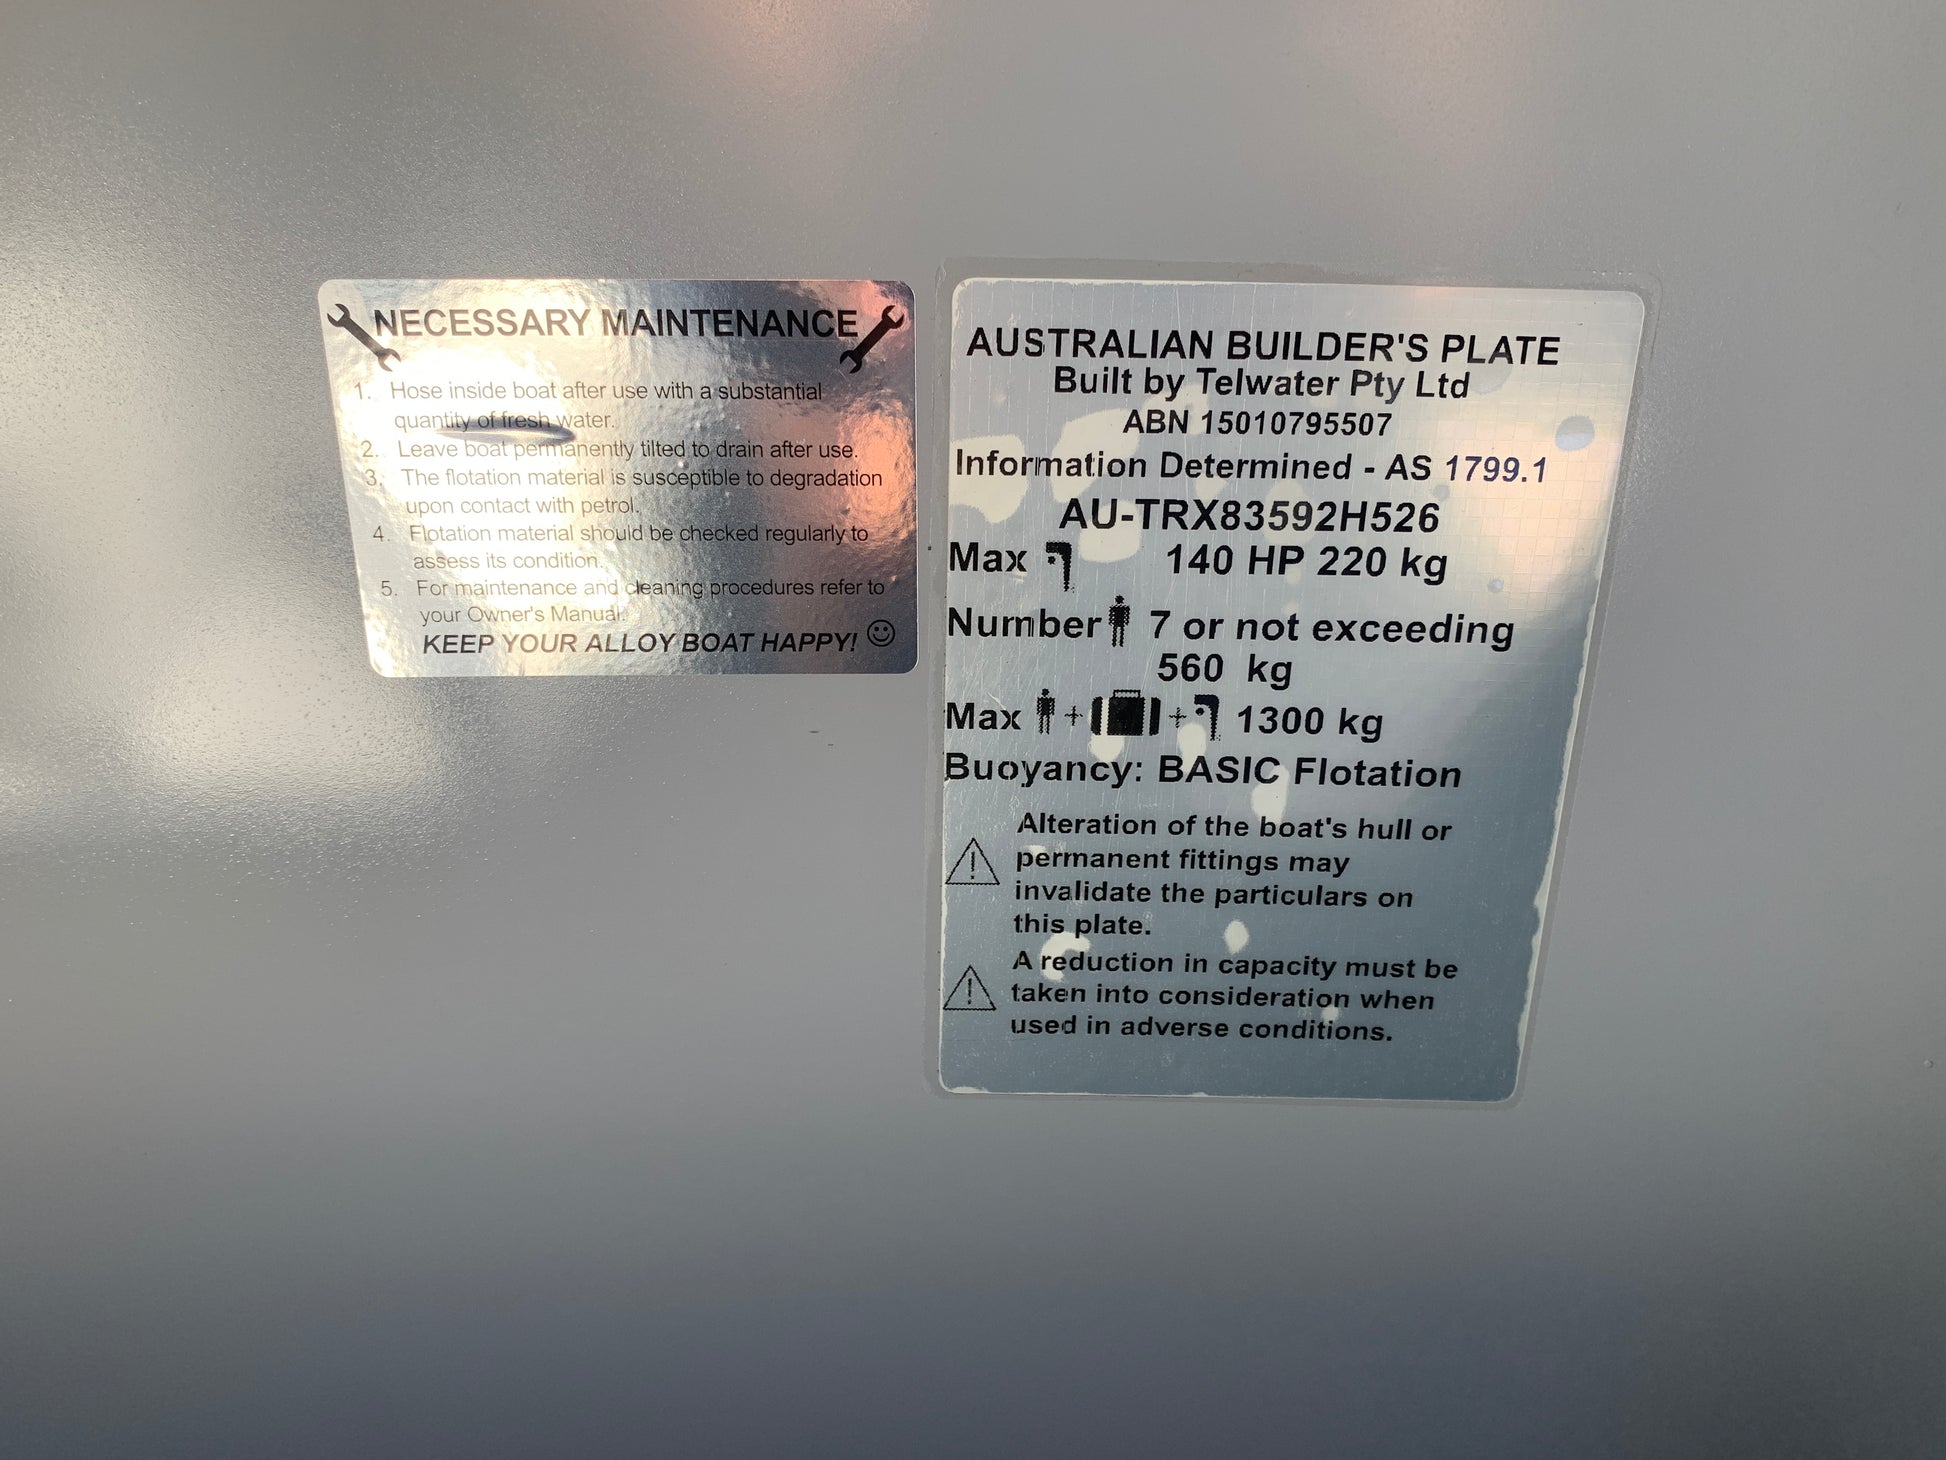 NECESSARY MAINTENANCE
1. Hose inside boat after use with a substantial
quantity of fresh water.
2. Leave boat permanently tilted to drain after use.
3. The flotation material is susceptible to degradation
upon contact with petrol.
4. Flotation material should be checked regularly to
assess its condition.
5. For maintenance and cleaning procedures refer to
your Owner's Manual.
KEEP YOUR ALLOY BOAT HAPPY!
AUSTRALIAN BUILDER'S PLATE
Built by Telwater Pty Ltd
ABN 15010795507
Information Determined - AS 1799.1
AU-TRX83592H526
Max 140 HP 220 kg
Number 7 or not exceeding
560 kg
Max + + 1300 kg
Buoyancy: BASIC Flotation
Alteration of the boat's hull or
permanent fittings may
invalidate the particulars on
this plate.
A reduction in capacity must be
taken into consideration when
used in adverse conditions.